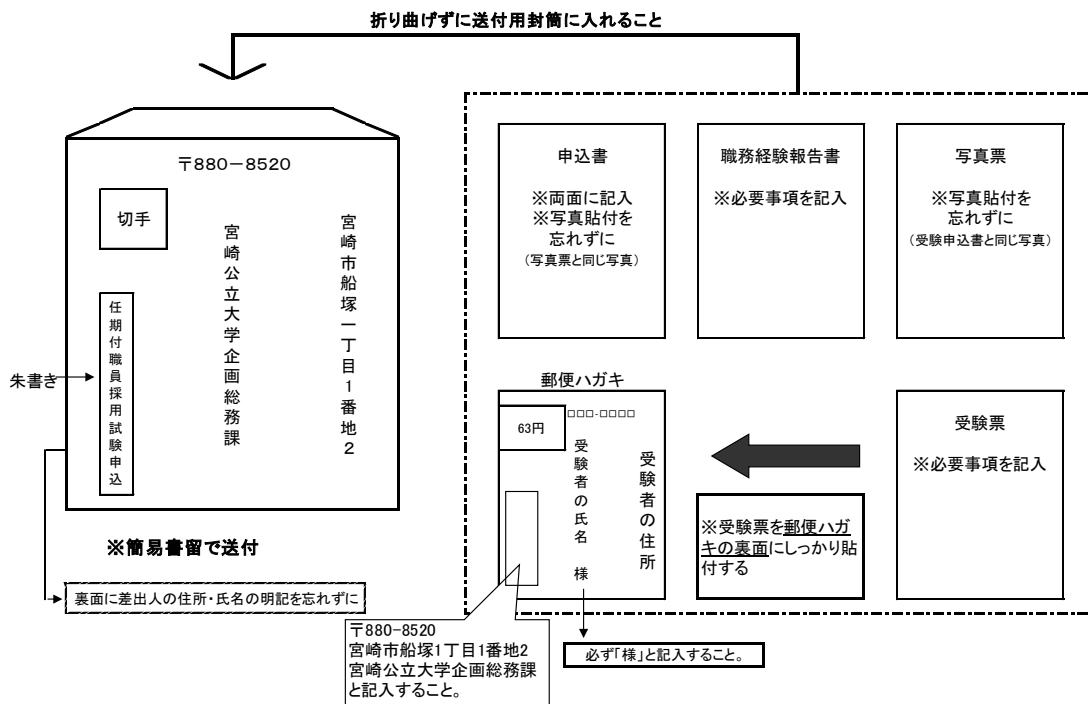 折り曲げずに送付用封筒に入れること
〒880－8520
切手
宮崎市船塚一丁目1番地2
宮崎公立大学企画総務課
任期付職員採用試験申込
朱書き
※簡易書留で送付
裏面に差出人の住所・氏名の明記を忘れずに
申込書
※両面に記入
※写真貼付を
忘れずに
（写真票と同じ写真）
職務経験報告書
※必要事項を記入
写真票
※写真貼付を
忘れずに
（受験申込書と同じ写真）
郵便ハガキ
63円
□□□-□□□□
受験者の住所
受験者の氏名　様
※受験票を郵便ハガ
キの裏面にしっかり貼
付する
受験票
※必要事項を記入
〒880-8520
宮崎市船塚1丁目1番地2
宮崎公立大学企画総務課
と記入すること。
必ず「様」と記入すること。